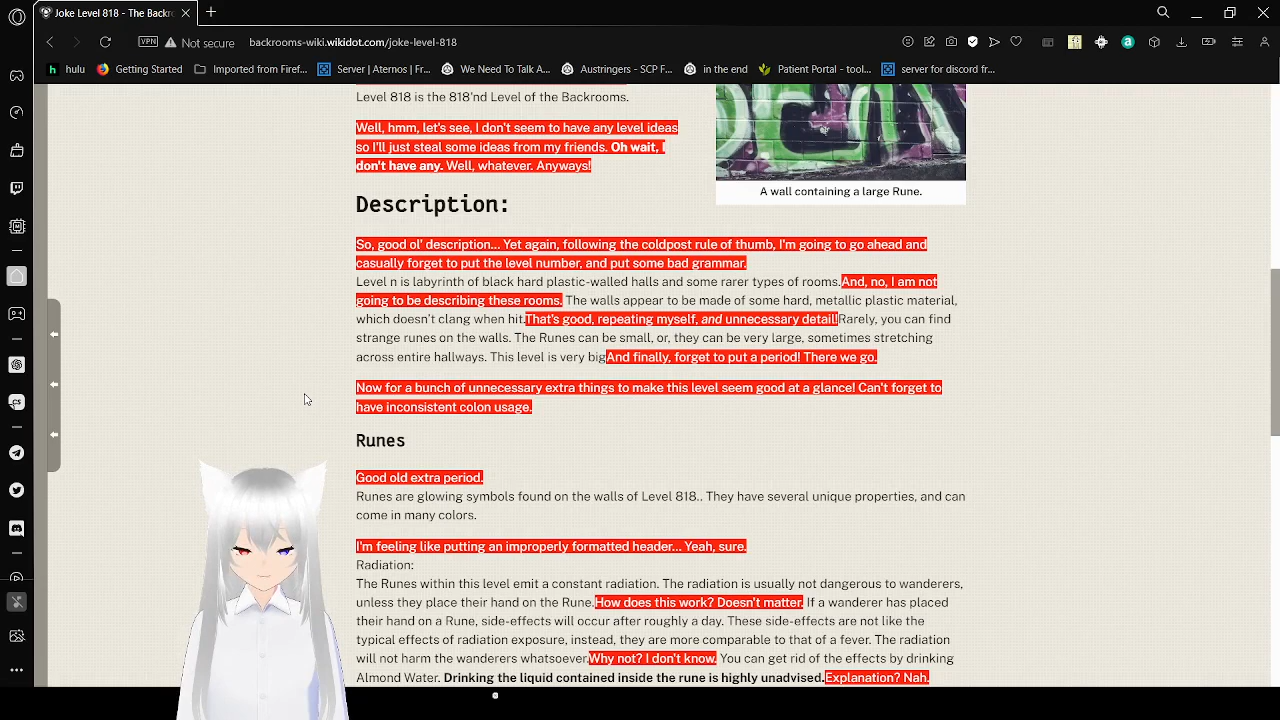 Joke Level 818 - The Backr
Not secure
backrooms-wiki.wikidot.com/joke-level-818
VPN
hulu
Getting Started
Imported from Firef...
Server | Aternos | Fr...
We Need To Talk A...
Austringers - SCP F...
in the end
Patient Portal - tool...
server for discord fr...
Level 818 is the 818'nd Level of the Backrooms.
Well, hmm, let's see, I don't seem to have any level ideas
so I'll just steal some ideas from my friends. Oh wait, I
don't have any. Well, whatever. Anyways!
A wall containing a large Rune.
Description:
So, good ol' description... Yet again, following the coldpost rule of thumb, I'm going to go ahead and
casually forget to put the level number, and put some bad grammar.
Level n is labyrinth of black hard plastic-walled halls and some rarer types of rooms.And, no, I am not
going to be describing these rooms. The walls appear to be made of some hard, metallic plastic material,
which doesn't clang when hit.That's good, repeating myself, and unnecessary detail!Rarely, you can find
strange runes on the walls. The Runes can be small, or, they can be very large, sometimes stretching
across entire hallways. This level is very bigAnd finally, forget to put a period! There we go.
Now for a bunch of unnecessary extra things to make this level seem good at a glance! Can't forget to
have inconsistent colon usage.
Runes
Good old extra period.
Runes are glowing symbols found on the walls of Level 818.. They have several unique properties, and can
come in many colors.
I'm feeling like putting an improperly formatted header... Yeah, sure.
Radiation:
The Runes within this level emit a constant radiation. The radiation is usually not dangerous to wanderers,
unless they place their hand on the Rune.How does this work? Doesn't matter. If a wanderer has placed
their hand on a Rune, side-effects will occur after roughly a day. These side-effects are not like the
typical effects of radiation exposure, instead, they are more comparable to that of a fever. The radiation
will not harm the wanderers whatsoever.Why not? I don't know. You can get rid of the effects by drinking
Almond Water. Drinking the liquid contained inside the rune is highly unadvised.Explanation? Nah.